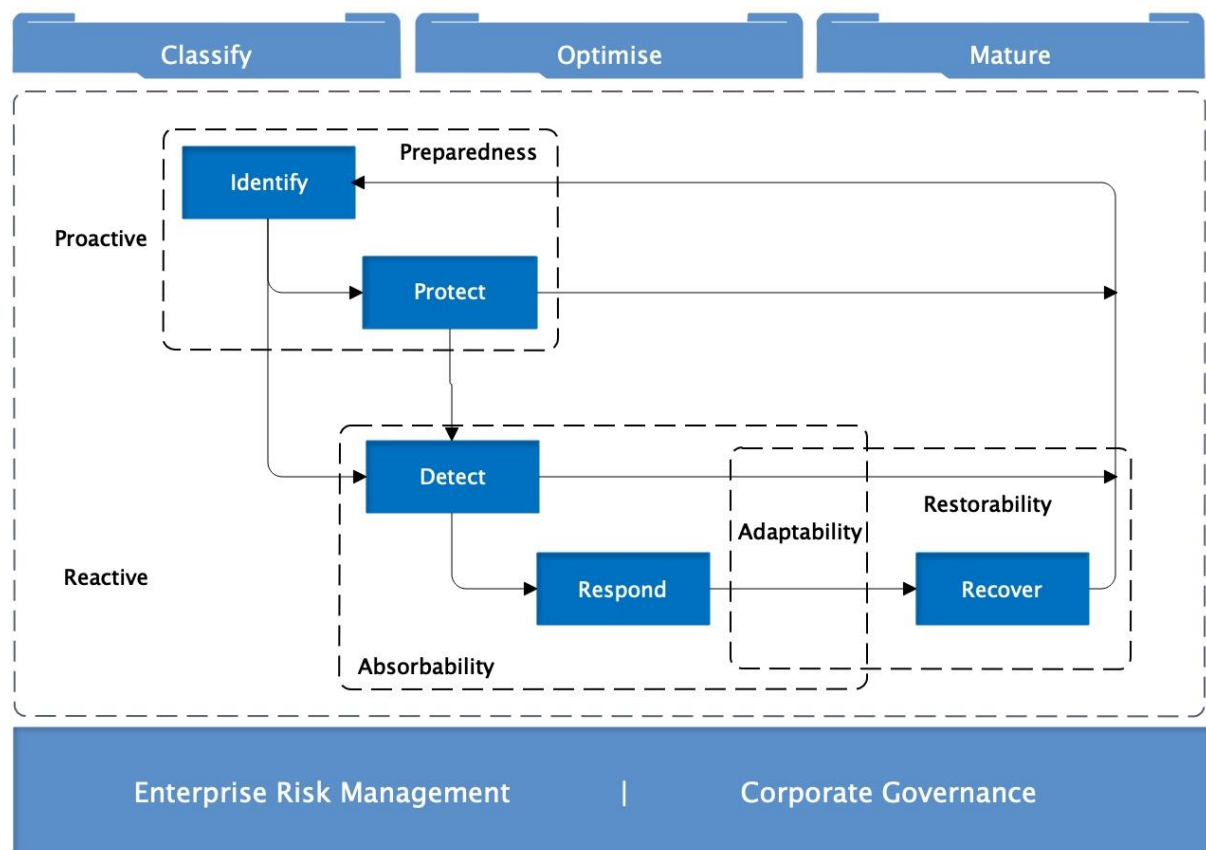 Classify
Optimise
Mature
Preparedness
Identify
Proactive
Protect
Detect
Restorability
Adaptability
Reactive
Respond
Recover
Absorbability
Enterprise Risk Management | Corporate Governance